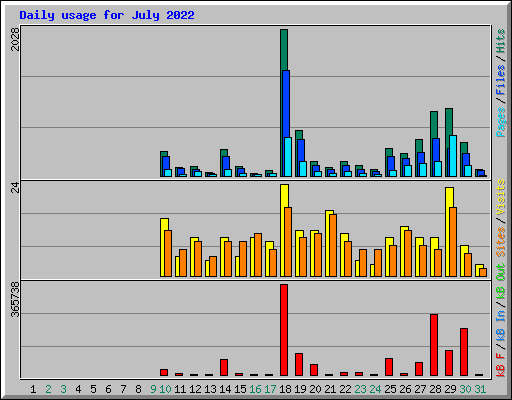 Daily usage for July 2022
2028
Pages / Files / Hits
24
Sites / Visits
365738
kB F / kB In / kB Out
1 2 3 4 5 6 7 8 9 10 11 12 13 14 15 16 17 18 19 20 21 22 23 24 25 26 27 28 29 30 31